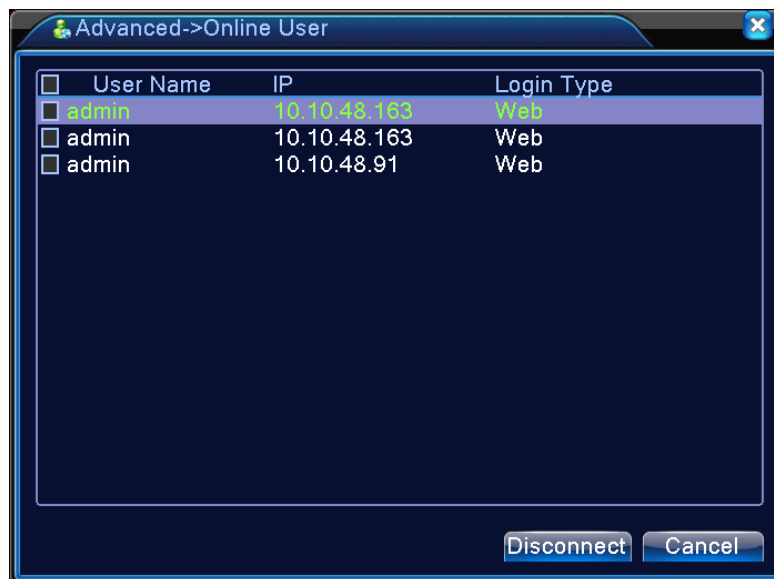 Advanced->Online User
User Name IP Login Type
admin 10.10.48.163 Web
admin 10.10.48.163 Web
admin 10.10.48.91 Web
Disconnect Cancel